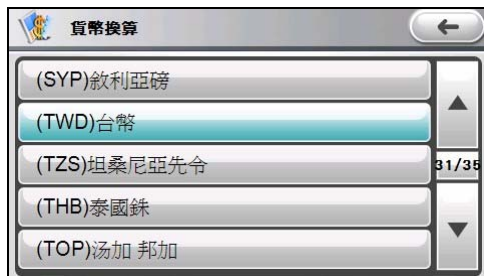 貨幣換算
(SYP)敘利亞磅
(TWD)台幣
(TZS)坦桑尼亞先令
31/35
(THB)泰國銖
(TOP)汤加 邦加